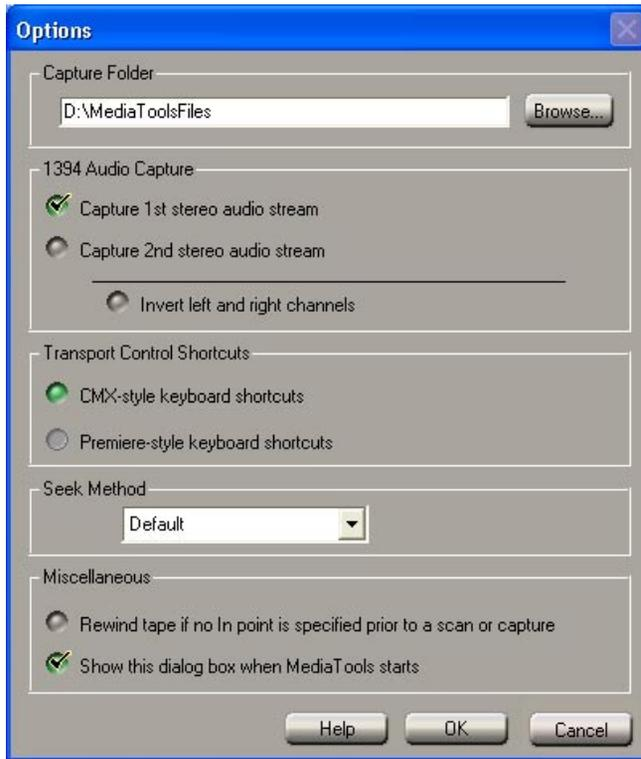 Options
Capture Folder
D:\MediaToolsFiles
Browse...
1394 Audio Capture
Capture 1st stereo audio stream
Capture 2nd stereo audio stream
Invert left and right channels
Transport Control Shortcuts
CMX-style keyboard shortcuts
Premiere-style keyboard shortcuts
Seek Method
Default
Miscellaneous
Rewind tape if no In point is specified prior to a scan or capture
Show this dialog box when MediaTools starts
Help OK Cancel